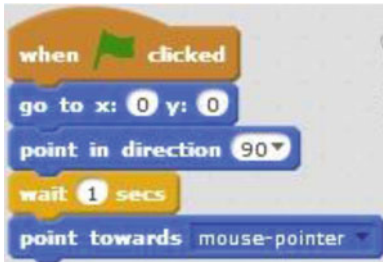 when clicked
go to x: 0 y: 0
point in direction 90
wait 1 secs
point towards mouse-pointer